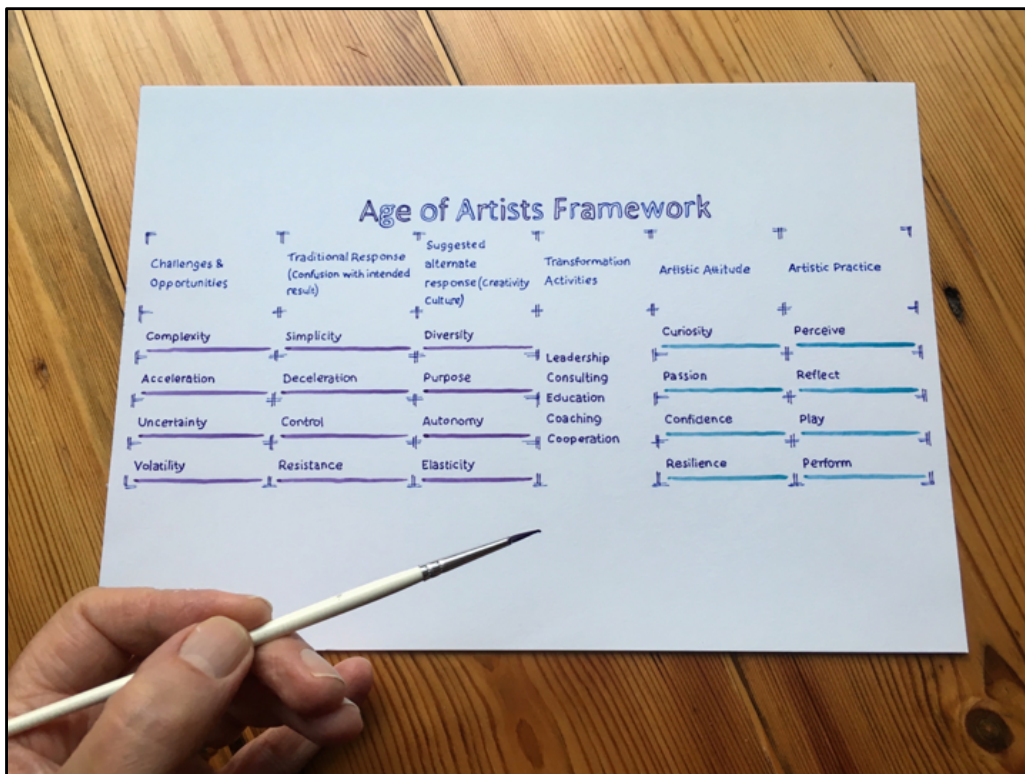 Age of Artists Framework
Challenges &
Opportunities
Traditional Response
(Confusion with intended
result)
Suggested
alternate
response (Creativity
Culture)
Transformation
Activities
Artistic Attitude
Artistic Practice
Complexity
Simplicity
Diversity
Curiosity
Perceive
Acceleration
Deceleration
Purpose
Passion
Reflect
Uncertainty
Control
Autonomy
Confidence
Play
Volatility
Resistance
Elasticity
Resilience
Perform
Leadership
Consulting
Education
Coaching
Cooperation